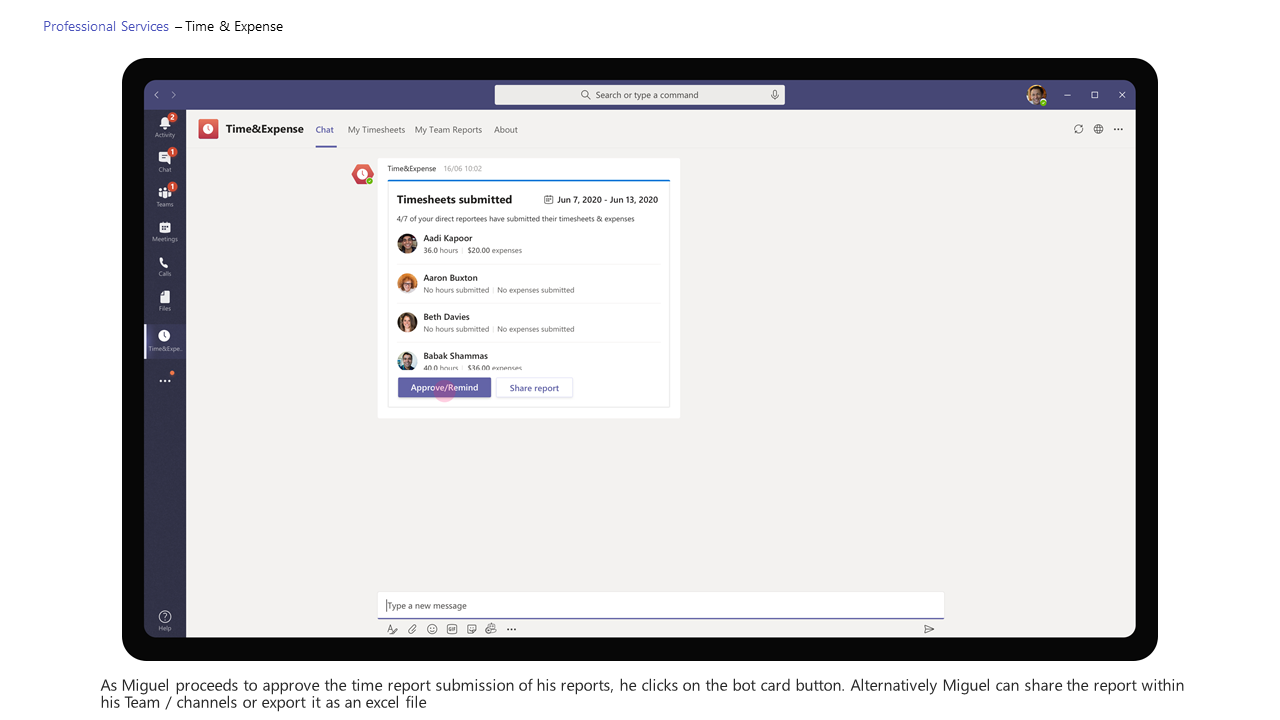 Professional Services – Time & Expense
Search or type a command
Time&Expense
Chat
My Timesheets
My Team Reports
About
2
Activity
1
Chat
1
Teams
Meetings
Calls
Files
Time&Expe..
Help
Time&Expense 16/06 10:02
Timesheets submitted
Jun 7, 2020 - Jun 13, 2020
4/7 of your direct reportees have submitted their timesheets & expenses
Aadi Kapoor
36.0 hours | $20.00 expenses
Aaron Buxton
No hours submitted | No expenses submitted
Beth Davies
No hours submitted | No expenses submitted
Babak Shammas
40.0 hours | $36.00 expenses
Approve/Remind
Share report
Type a new message
GIF
As Miguel proceeds to approve the time report submission of his reports, he clicks on the bot card button. Alternatively Miguel can share the report within
his Team / channels or export it as an excel file